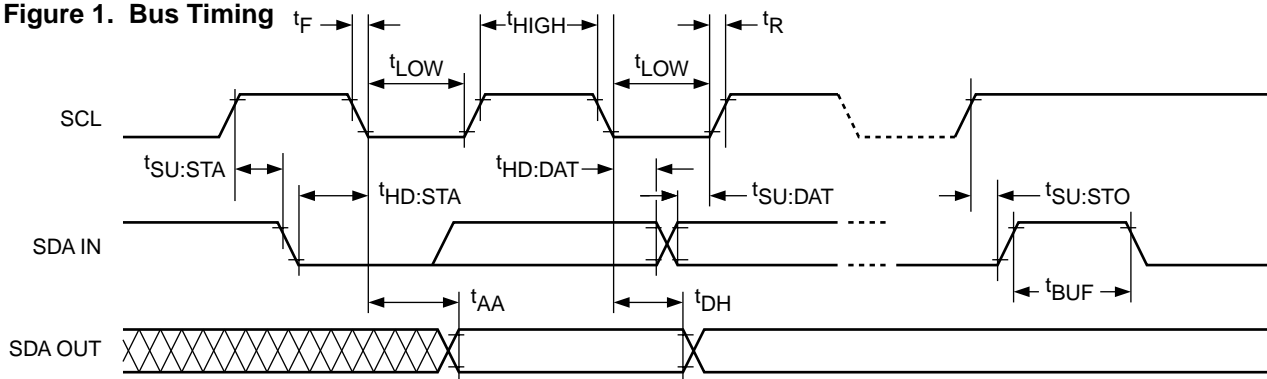 Figure 1. Bus Timing
tF
tHIGH
tR
tLOW
tLOW
SCL
tSU:STA
tHD:STA
tHD:DAT
tSU:DAT
tSU:STO
SDA IN
tBUF
tAA
tDH
SDA OUT